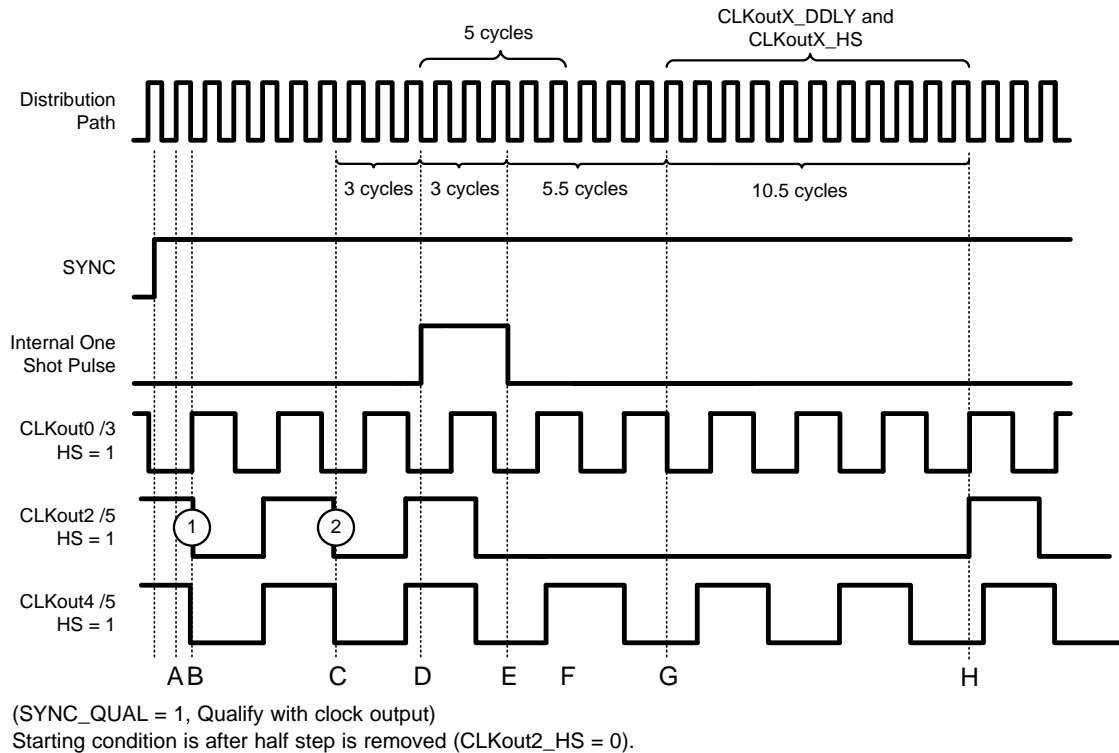 CLKoutX_DDLY and
CLKoutX_HS
5 cycles
Distribution
Path
3 cycles
3 cycles
5.5 cycles
10.5 cycles
SYNC
Internal One
Shot Pulse
CLKout0 /3
HS = 1
CLKout2 /5
HS = 1
1
2
CLKout4 /5
HS = 1
A B C D E F G H
(SYNC_QUAL = 1, Qualify with clock output)
Starting condition is after half step is removed (CLKout2_HS = 0).